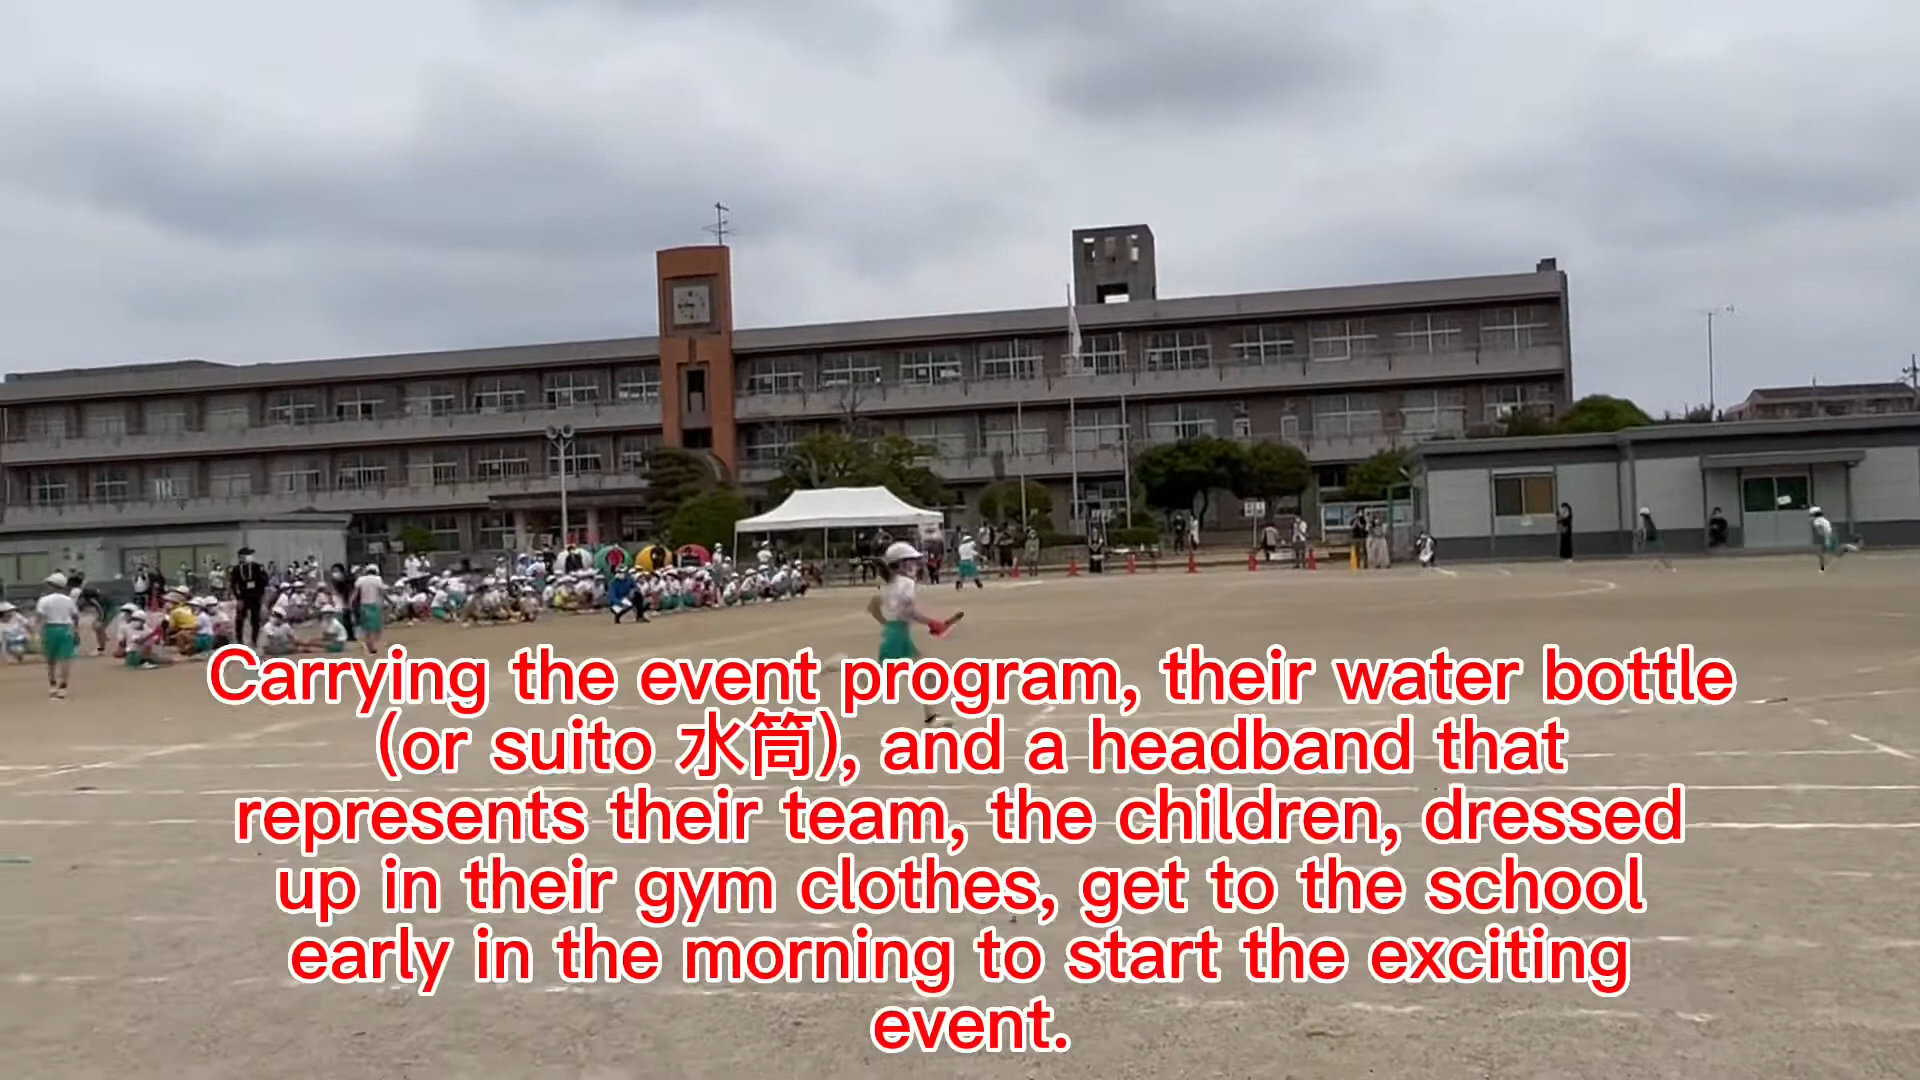 Carrying the event program, their water bottle
(or suito 水筒), and a headband that
represents their team, the children, dressed
up in their gym clothes, get to the school
early in the morning to start the exciting
event.